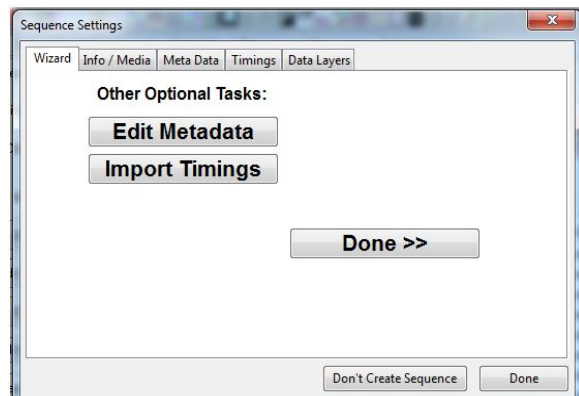 Sequence Settings
Wizard Info / Media Meta Data Timings Data Layers
Other Optional Tasks:
Edit Metadata
Import Timings
Done >>
Don't Create Sequence Done